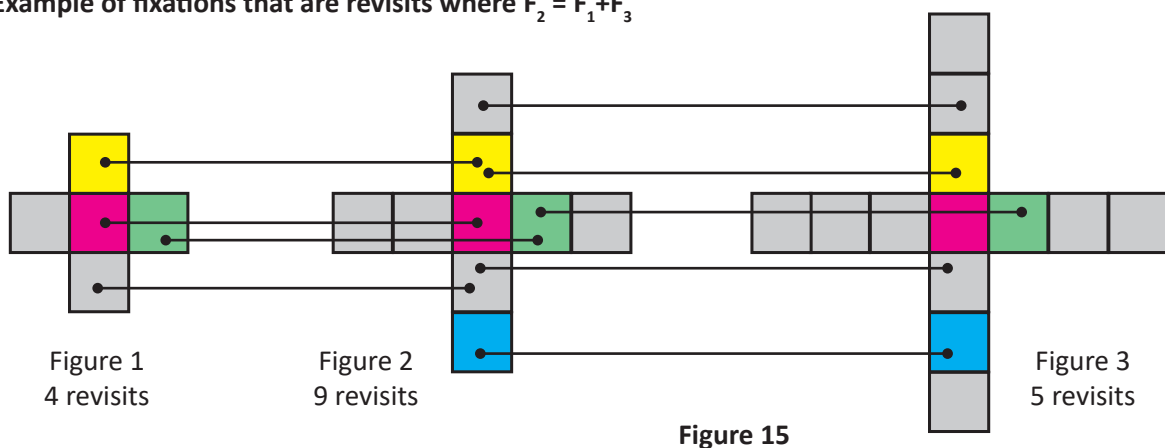 Example of fixations that are revisits where F₂ = F₁+F₃
Figure 1
4 revisits
Figure 2
9 revisits
Figure 3
5 revisits
Figure 15